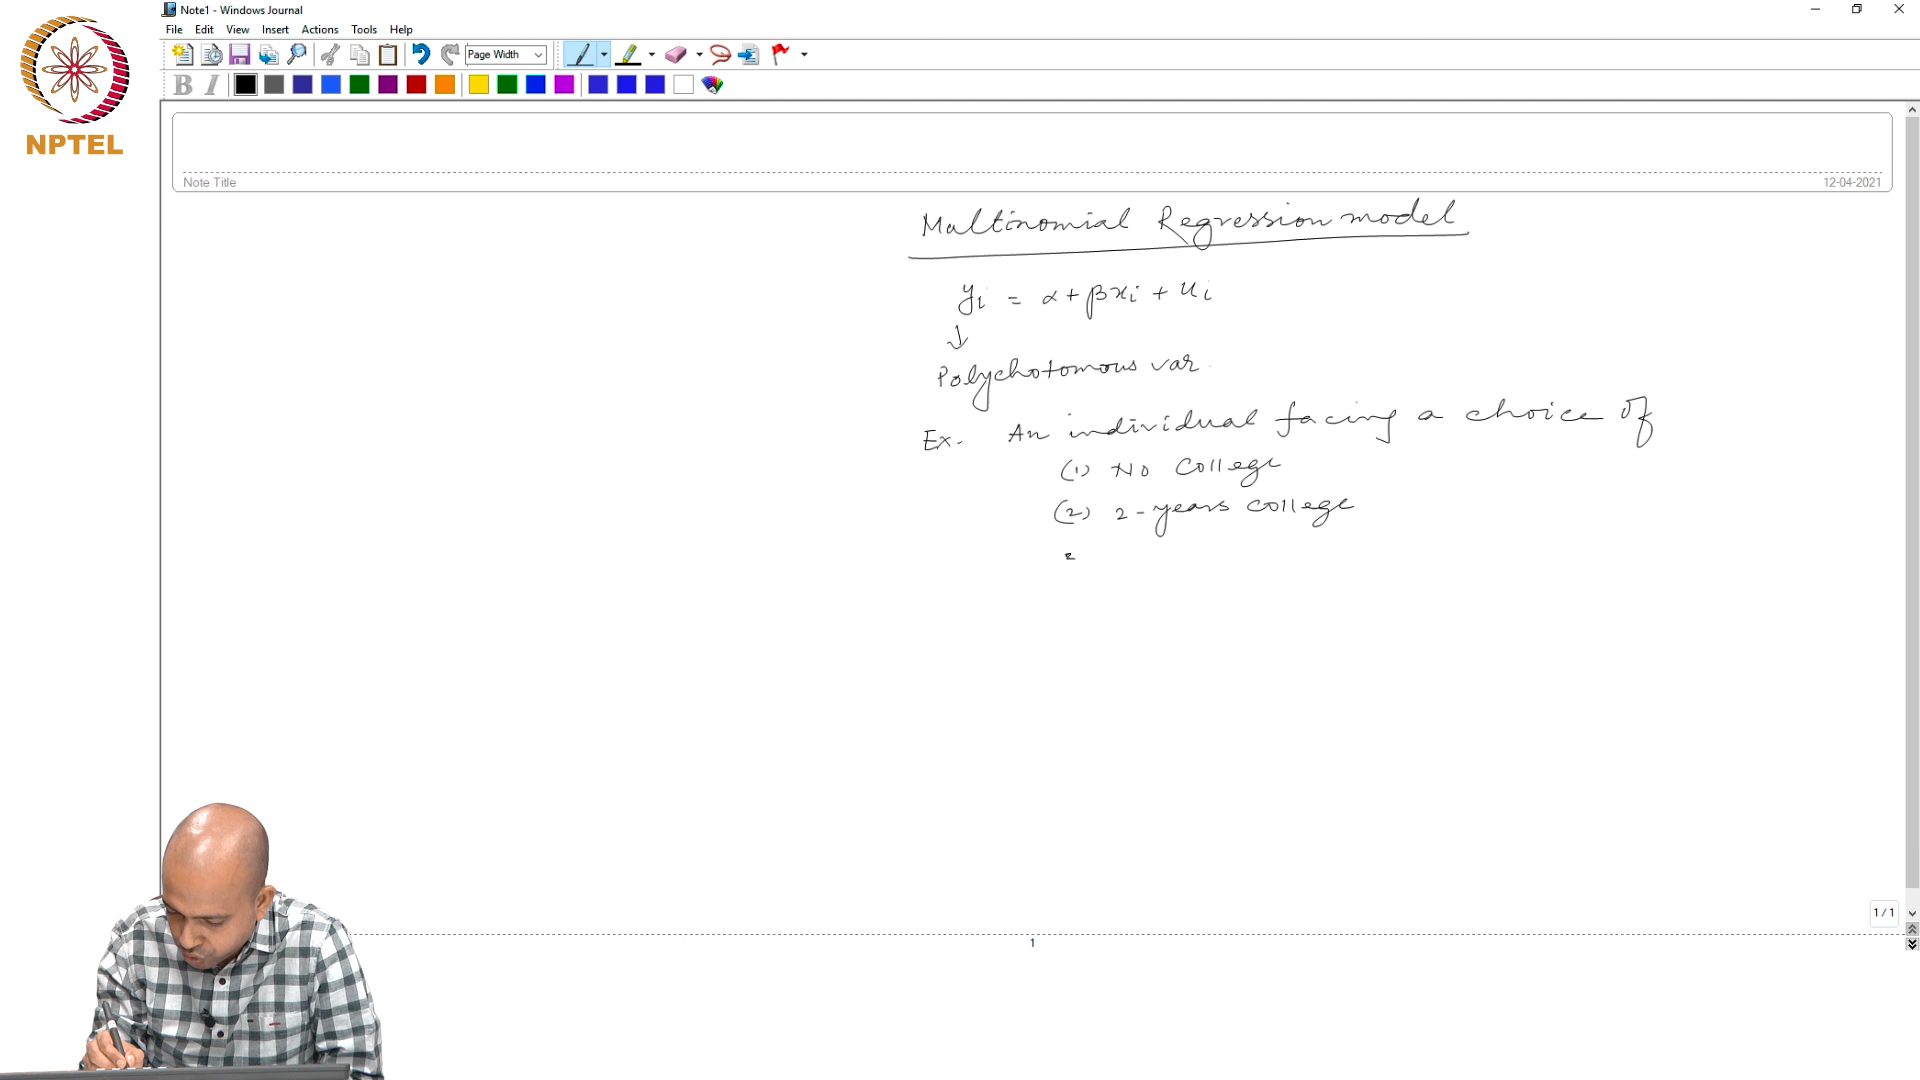 Note1 - Windows Journal
File Edit View Insert Actions Tools Help
Page Width
B I
NPTEL
Note Title
12-04-2021
Multinomial Regression model
yi = α + βxi + ui
↓
Polychotomous var.
Ex. An individual facing a choice of
(1) No college
(2) 2-years college
1 / 1
1